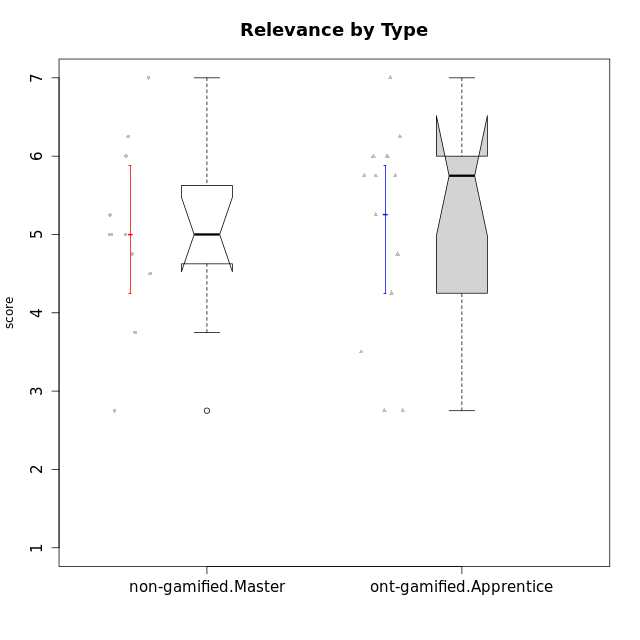 Relevance by Type
7
6
5
4
3
2
1
score
non-gamified.Master
ont-gamified.Apprentice